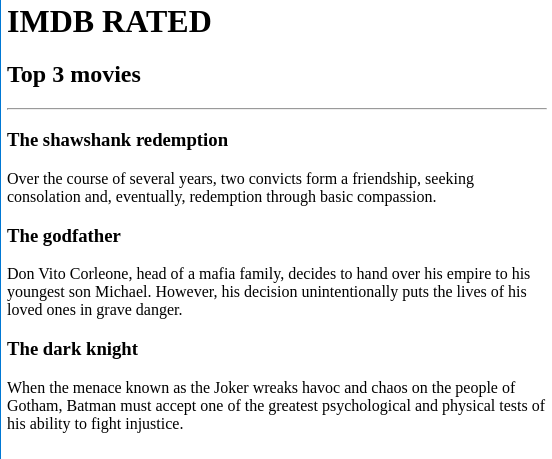 IMDB RATED
Top 3 movies
The shawshank redemption
Over the course of several years, two convicts form a friendship, seeking
consolation and, eventually, redemption through basic compassion.
The godfather
Don Vito Corleone, head of a mafia family, decides to hand over his empire to his
youngest son Michael. However, his decision unintentionally puts the lives of his
loved ones in grave danger.
The dark knight
When the menace known as the Joker wreaks havoc and chaos on the people of
Gotham, Batman must accept one of the greatest psychological and physical tests of
his ability to fight injustice.